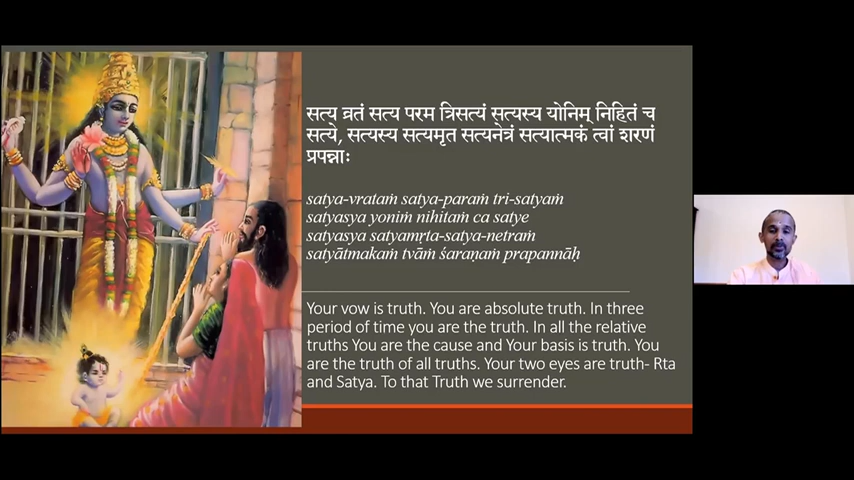 सत्य व्रतं सत्य परम त्रिसत्यं सत्यस्य योनिम् निहितं च
सत्ये, सत्यस्य सत्यमृत सत्यनेत्रं सत्यात्मकं त्वां शरणं
प्रपन्नाः
satya-vrataṁ satya-paraṁ tri-satyaṁ
satyasya yoniṁ nihitaṁ ca satye
satyasya satyamṛta-satya-netraṁ
satyātmakaṁ tvāṁ śaraṇaṁ prapannāḥ
Your vow is truth. You are absolute truth. In three
period of time you are the truth. In all the relative
truths You are the cause and Your basis is truth. You
are the truth of all truths. Your two eyes are truth- Rta
and Satya. To that Truth we surrender.